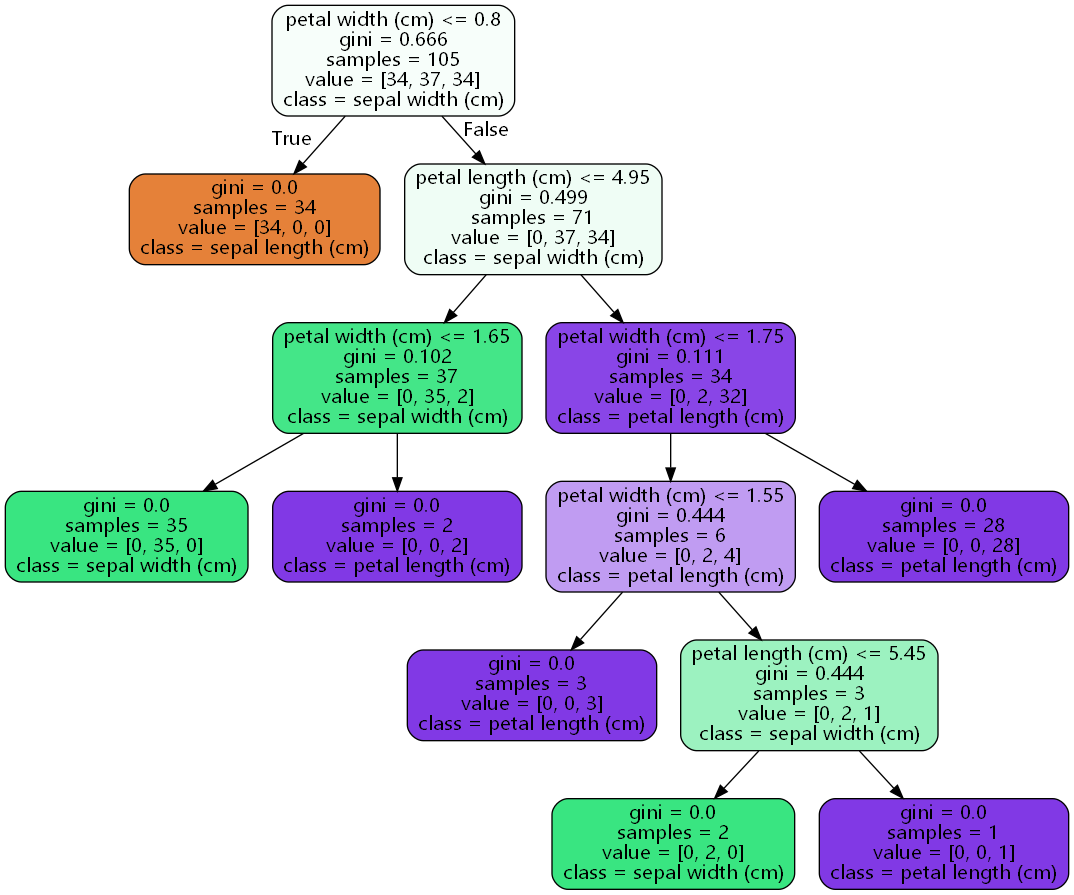 petal width (cm) <= 0.8
gini = 0.666
samples = 105
value = [34, 37, 34]
class = sepal width (cm)
True
False
gini = 0.0
samples = 34
value = [34, 0, 0]
class = sepal length (cm)
petal length (cm) <= 4.95
gini = 0.499
samples = 71
value = [0, 37, 34]
class = sepal width (cm)
petal width (cm) <= 1.65
gini = 0.102
samples = 37
value = [0, 35, 2]
class = sepal width (cm)
petal width (cm) <= 1.75
gini = 0.111
samples = 34
value = [0, 2, 32]
class = petal length (cm)
gini = 0.0
samples = 35
value = [0, 35, 0]
class = sepal width (cm)
gini = 0.0
samples = 2
value = [0, 0, 2]
class = petal length (cm)
petal width (cm) <= 1.55
gini = 0.444
samples = 6
value = [0, 2, 4]
class = petal length (cm)
gini = 0.0
samples = 28
value = [0, 0, 28]
class = petal length (cm)
gini = 0.0
samples = 3
value = [0, 0, 3]
class = petal length (cm)
petal length (cm) <= 5.45
gini = 0.444
samples = 3
value = [0, 2, 1]
class = sepal width (cm)
gini = 0.0
samples = 2
value = [0, 2, 0]
class = sepal width (cm)
gini = 0.0
samples = 1
value = [0, 0, 1]
class = petal length (cm)